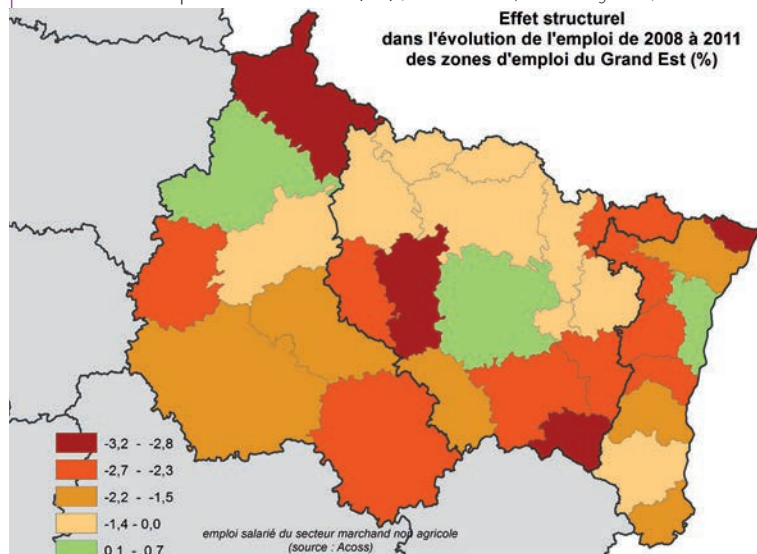 Effet structurel
dans l'évolution de l'emploi de 2008 à 2011
des zones d'emploi du Grand Est (%)
-3,2 - -2,8
-2,7 - -2,3
-2,2 - -1,5
-1,4 - 0,0
0,1 - 0,7
emploi salarié du secteur marchand non agricole
(source : Acoss)